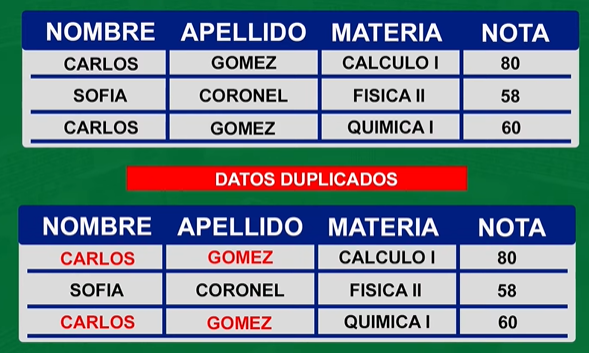 NOMBRE APELLIDO MATERIA NOTA
CARLOS GOMEZ CALCULO I 80
SOFIA CORONEL FISICA II 58
CARLOS GOMEZ QUIMICA I 60
DATOS DUPLICADOS
NOMBRE APELLIDO MATERIA NOTA
CARLOS GOMEZ CALCULO I 80
SOFIA CORONEL FISICA II 58
CARLOS GOMEZ QUIMICA I 60